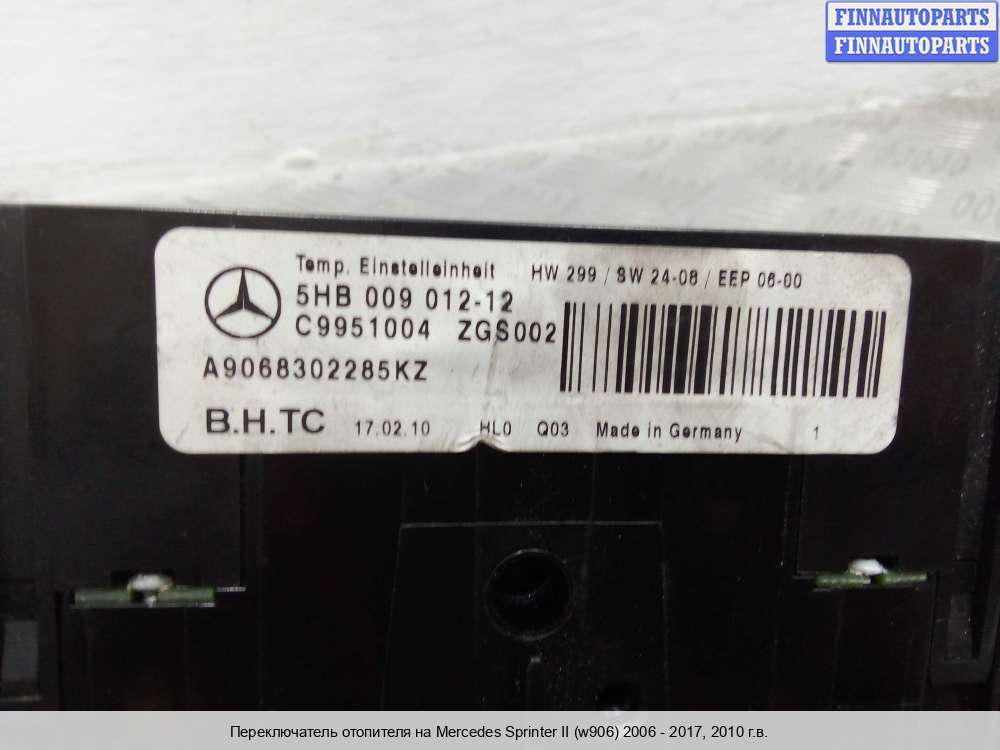 FINNAUTOPARTS
FINNAUTOPARTS
Temp. Einstelleinheit HW 299 / SW 24-08 / EEP 06-00
5HB 009 012-12
C9951004 ZGS002
A9068302285KZ
B.H.TC 17.02.10 HL0 Q03 Made in Germany 1
Переключатель отопителя на Mercedes Sprinter II (w906) 2006 - 2017, 2010 г.в.